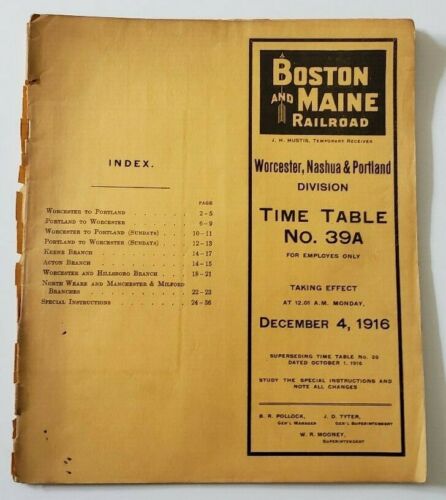 INDEX.
PAGE
WORCESTER TO PORTLAND . . . . . . . . 2-5
PORTLAND TO WORCESTER . . . . . . . . 6-9
WORCESTER TO PORTLAND (SUNDAYS) . . . . 10-11
PORTLAND TO WORCESTER (SUNDAYS) . . . . 12-13
KEENE BRANCH . . . . . . . . . . 14-17
ACTON BRANCH . . . . . . . . . . 14-15
WORCESTER AND HILLSBORO BRANCH . . . . 18-21
NORTH WEARE AND MANCHESTER & MILFORD
BRANCHES . . . . . . . . . . . 22-23
SPECIAL INSTRUCTIONS . . . . . . . . 24-56
BOSTON
AND MAINE
RAILROAD
J. H. HUSTIS, TEMPORARY RECEIVER
Worcester, Nashua & Portland
DIVISION
TIME TABLE
No. 39A
FOR EMPLOYES ONLY
TAKING EFFECT
AT 12.01 A.M. MONDAY,
DECEMBER 4, 1916
SUPERSEDING TIME TABLE No. 39
DATED OCTOBER 1, 1916
STUDY THE SPECIAL INSTRUCTIONS AND
NOTE ALL CHANGES
B. R. POLLOCK, J. D. TYTER,
GEN'L MANAGER GEN'L SUPERINTENDENT
W. R. MOONEY,
SUPERINTENDENT